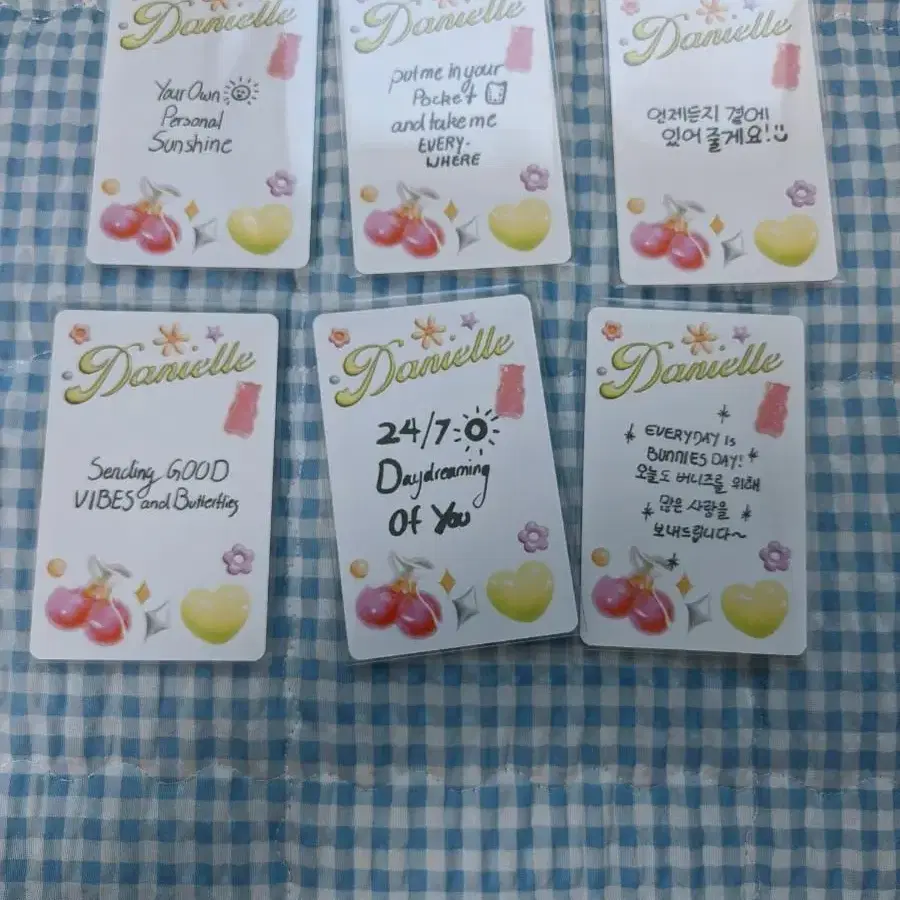 Danielle
Your Own
Personal
Sunshine
Danielle
put me in your
Pocket
and take me
EVERY-
WHERE
Danielle
언제든지 곁에
있어 줄게요!
Danielle
Sending GOOD
VIBES and Butterflies
Danielle
24/7
Daydreaming
Of You
Danielle
EVERYDAY is
BUNNIES DAY!
오늘도 버니즈를 위해
많은 사랑을
보내드립니다~